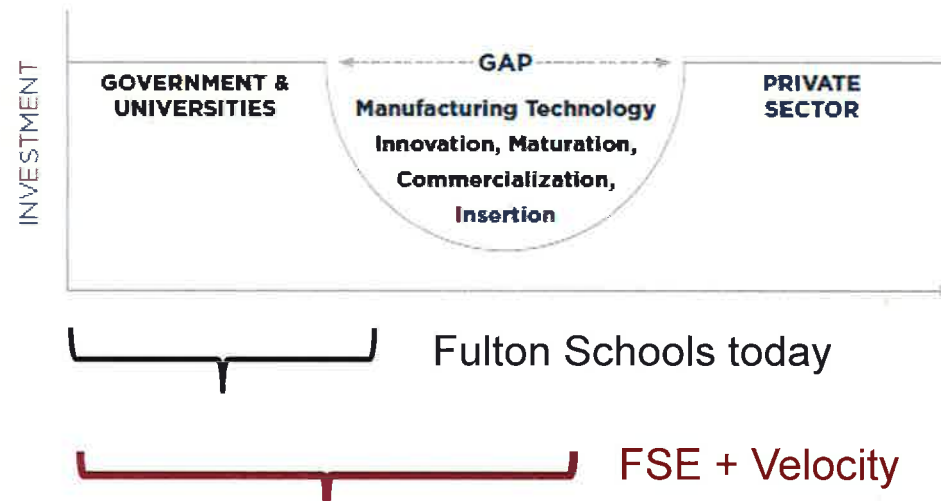 INVESTMENT
GOVERNMENT &
UNIVERSITIES
GAP
Manufacturing Technology
Innovation, Maturation,
Commercialization,
Insertion
PRIVATE
SECTOR
Fulton Schools today
FSE + Velocity